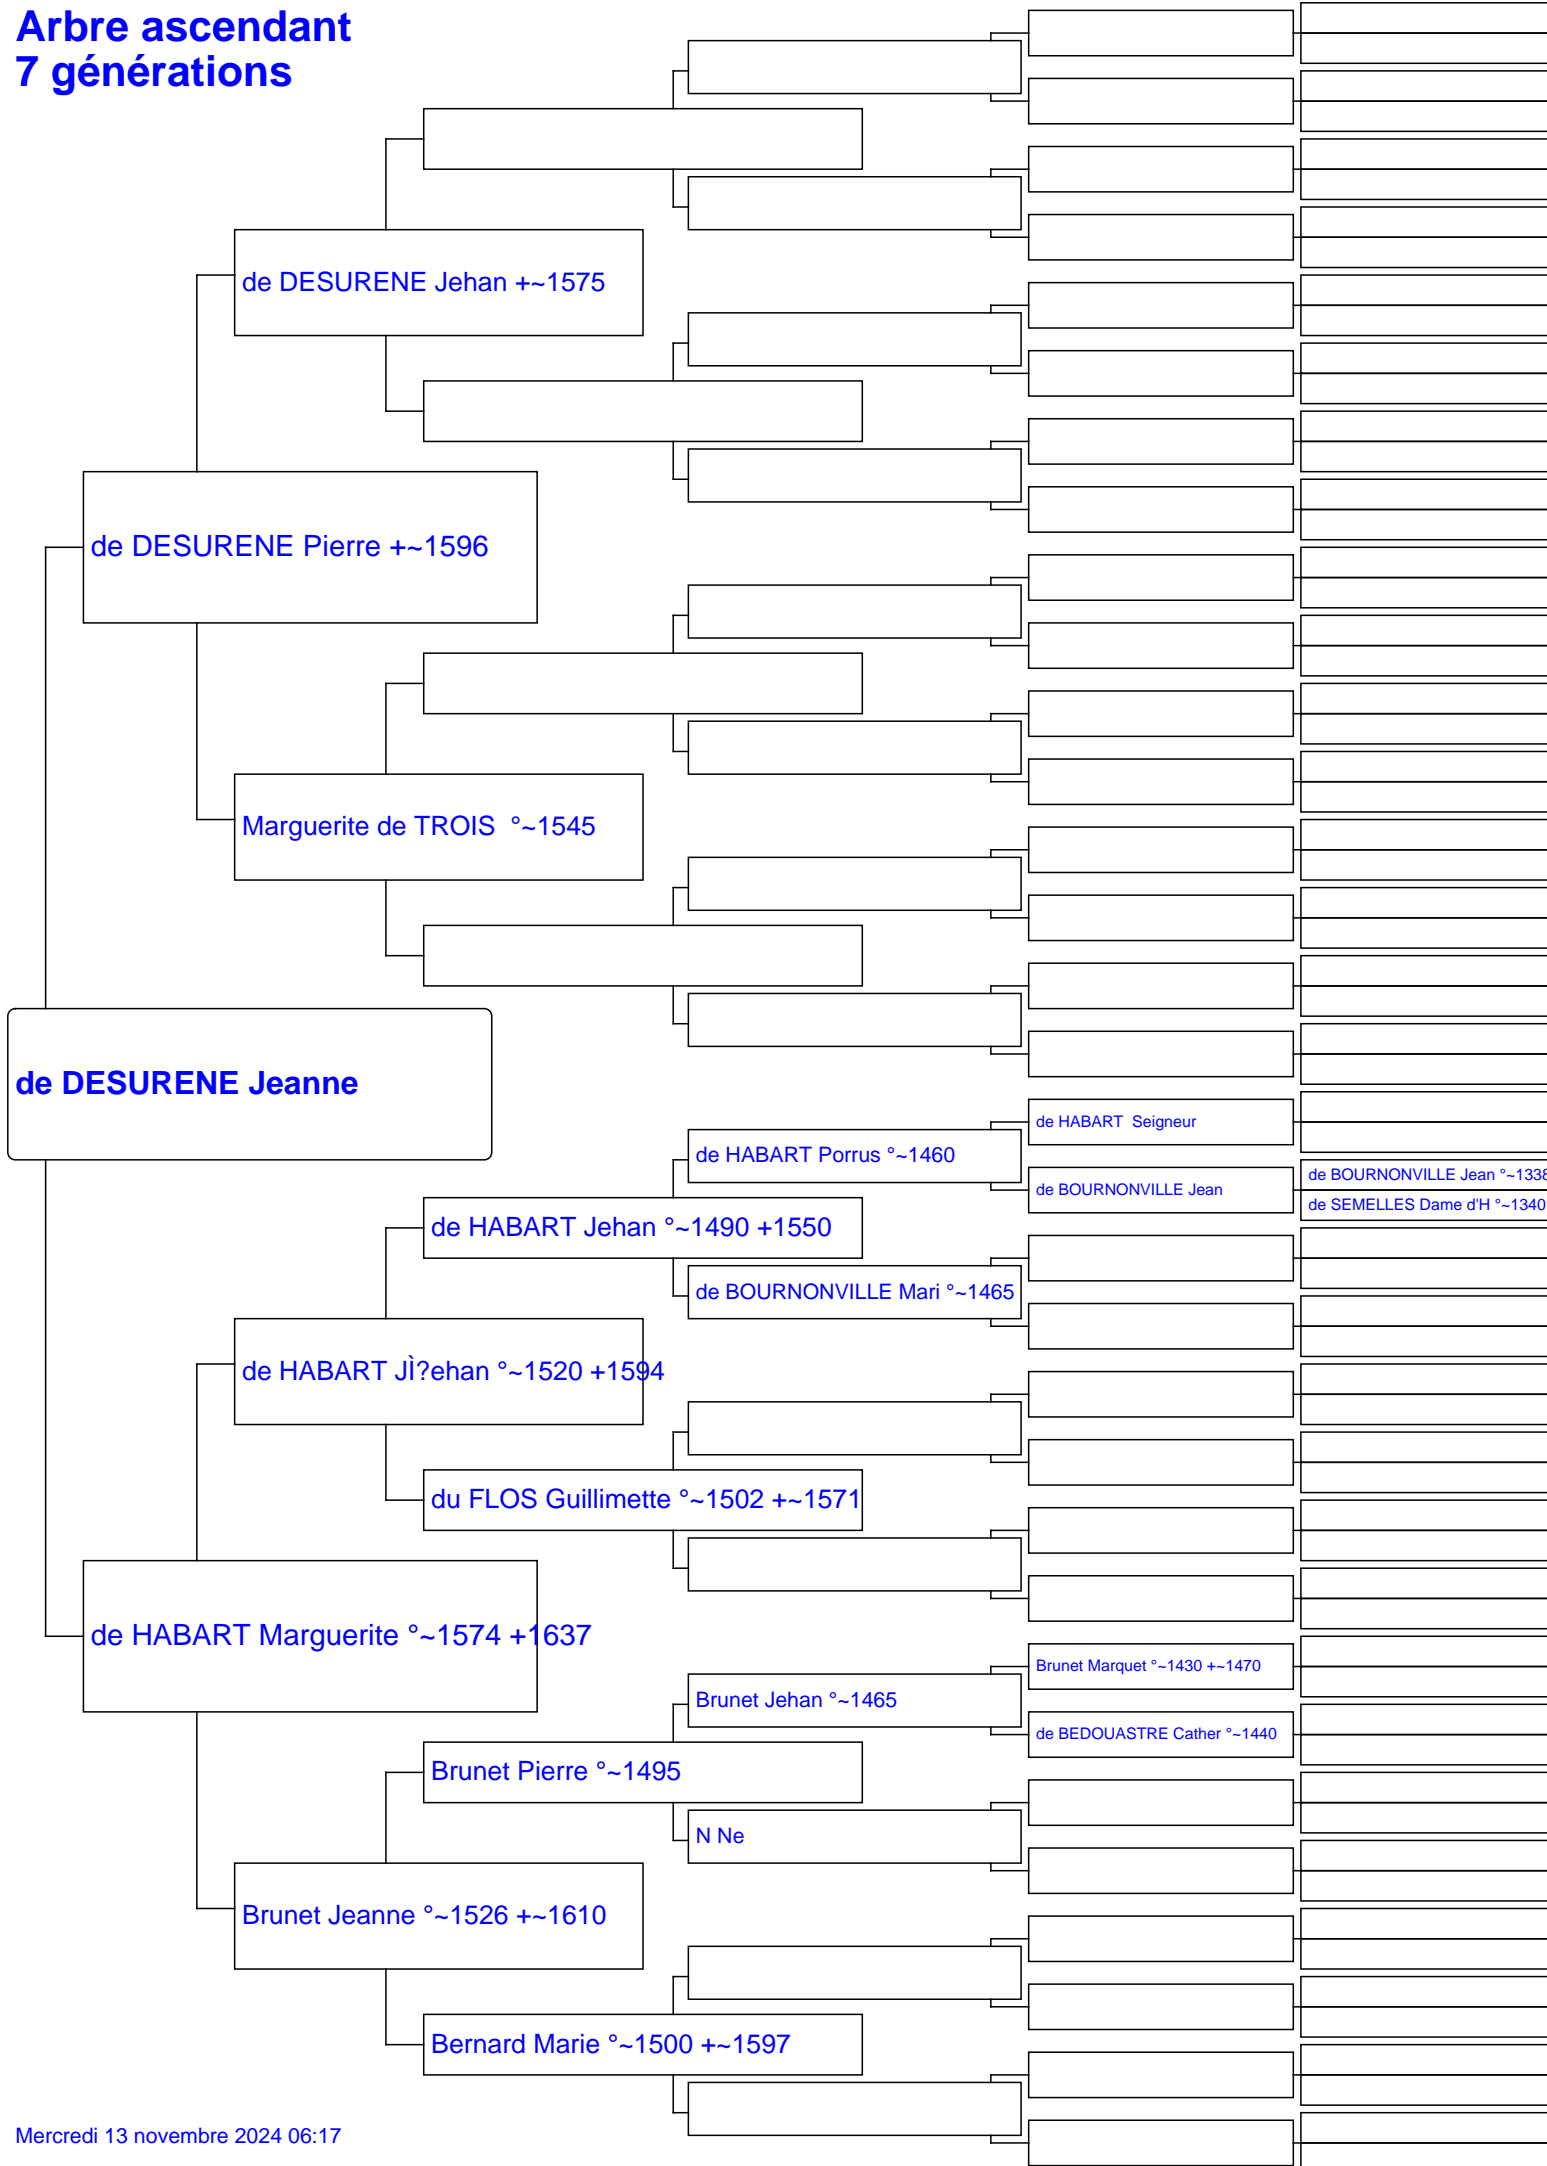 Arbre ascendant
7 générations
de DESURENE Jehan +~1575
de DESURENE Pierre +~1596
Marguerite de TROIS  °~1545
de DESURENE Jeanne
de HABART  Seigneur
de HABART Porrus °~1460
de BOURNONVILLE Jean °~1338
de BOURNONVILLE Jean
de SEMELLES Dame d'H °~1340
de HABART Jehan °~1490 +1550
de BOURNONVILLE Mari °~1465
de HABART JÌ?ehan °~1520 +1594
du FLOS Guillimette °~1502 +~1571
de HABART Marguerite °~1574 +1637
Brunet Marquet °~1430 +~1470
Brunet Jehan °~1465
de BEDOUASTRE Cather °~1440
Brunet Pierre °~1495
N Ne
Brunet Jeanne °~1526 +~1610
Bernard Marie °~1500 +~1597
Mercredi 13 novembre 2024 06:17